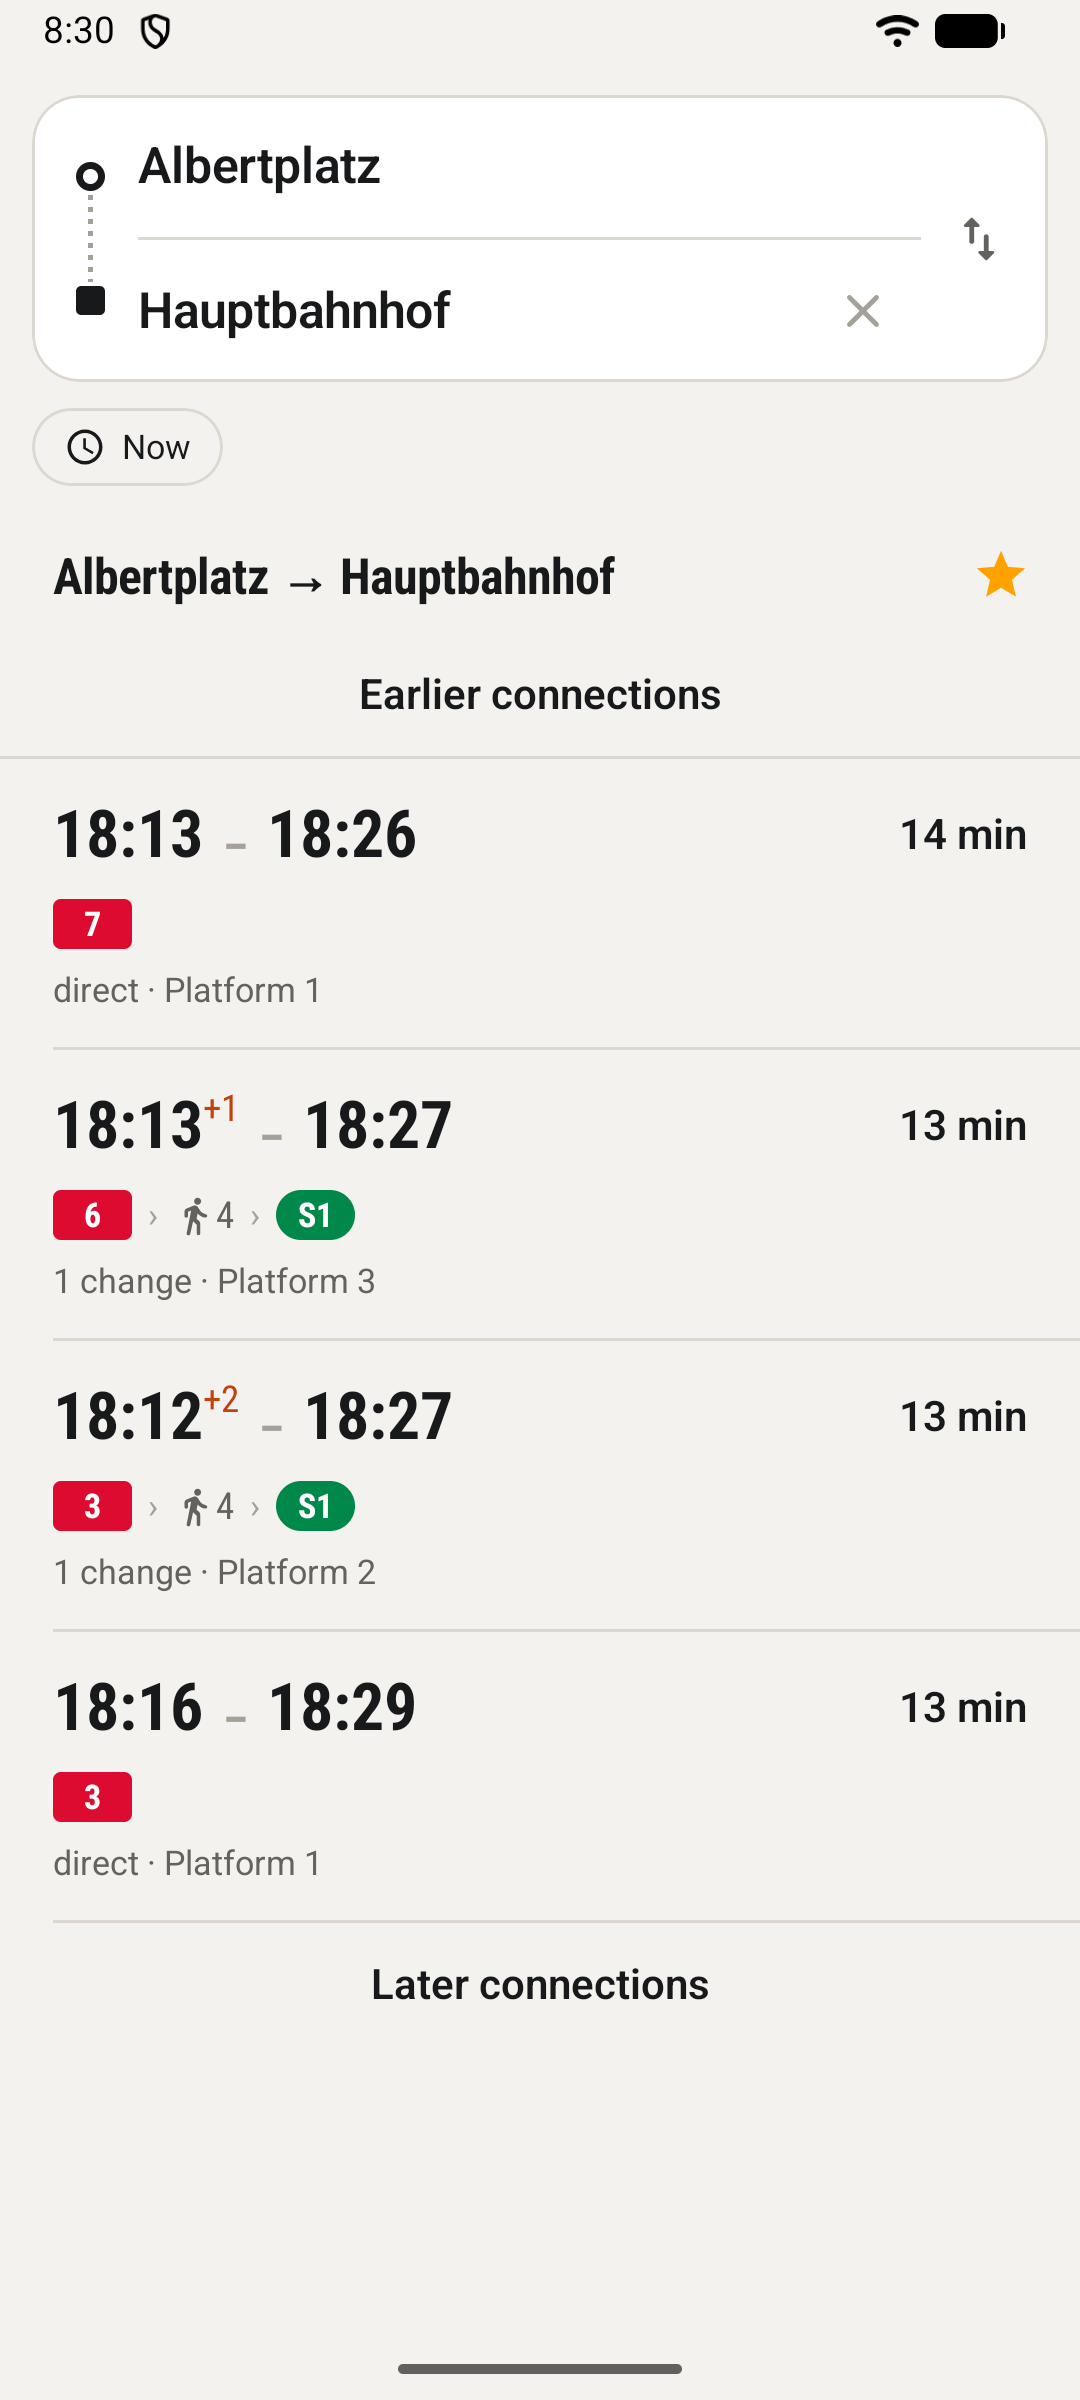 8:30
Albertplatz
Hauptbahnhof
Now
Albertplatz → Hauptbahnhof
Earlier connections
18:13 – 18:26 14 min
7
direct · Platform 1
18:13+1 – 18:27 13 min
6 › 4 › S1
1 change · Platform 3
18:12+2 – 18:27 13 min
3 › 4 › S1
1 change · Platform 2
18:16 – 18:29 13 min
3
direct · Platform 1
Later connections